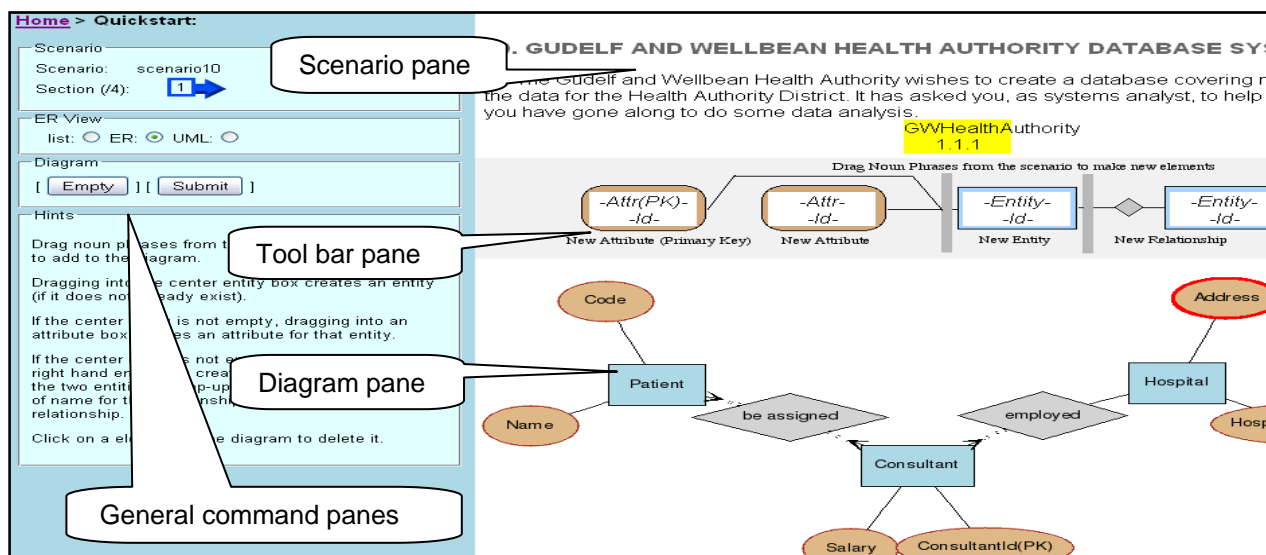 Home > Quickstart:
Scenario
Scenario: scenario10
Section (/4): 1
ER View
list: ER: UML:
Diagram
[ Empty ] [ Submit ]
Hints
Drag noun phrases from t
to add to the diagram.
Dragging into e center entity box creates an entity
(if it does not eady exist).
If the center is not empty, dragging into an
attribute box es an attribute for that entity.
If the center s not e
right hand en crea
the two entiti p-up
of name for th nship
relationship.
Click on a ele e diagram to delete it.
Scenario pane
Tool bar pane
Diagram pane
General command panes
. GUDELF AND WELLBEAN HEALTH AUTHORITY DATABASE SYS
Gudelf and Wellbean Health Authority wishes to create a database covering
the data for the Health Authority District. It has asked you, as systems analyst, to help
you have gone along to do some data analysis.
GWHealthAuthority
1.1.1
Drag Noun Phrases from the scenario to make new elements
-Attr(PK)-
-Id-
-Attr-
-Id-
-Entity-
-Id-
-Entity-
-Id-
New Attribute (Primary Key) New Attribute New Entity New Relationship
Code
Address
Patient
Hospital
be assigned
employed
Name
Hosp
Consultant
Salary
ConsultantId(PK)